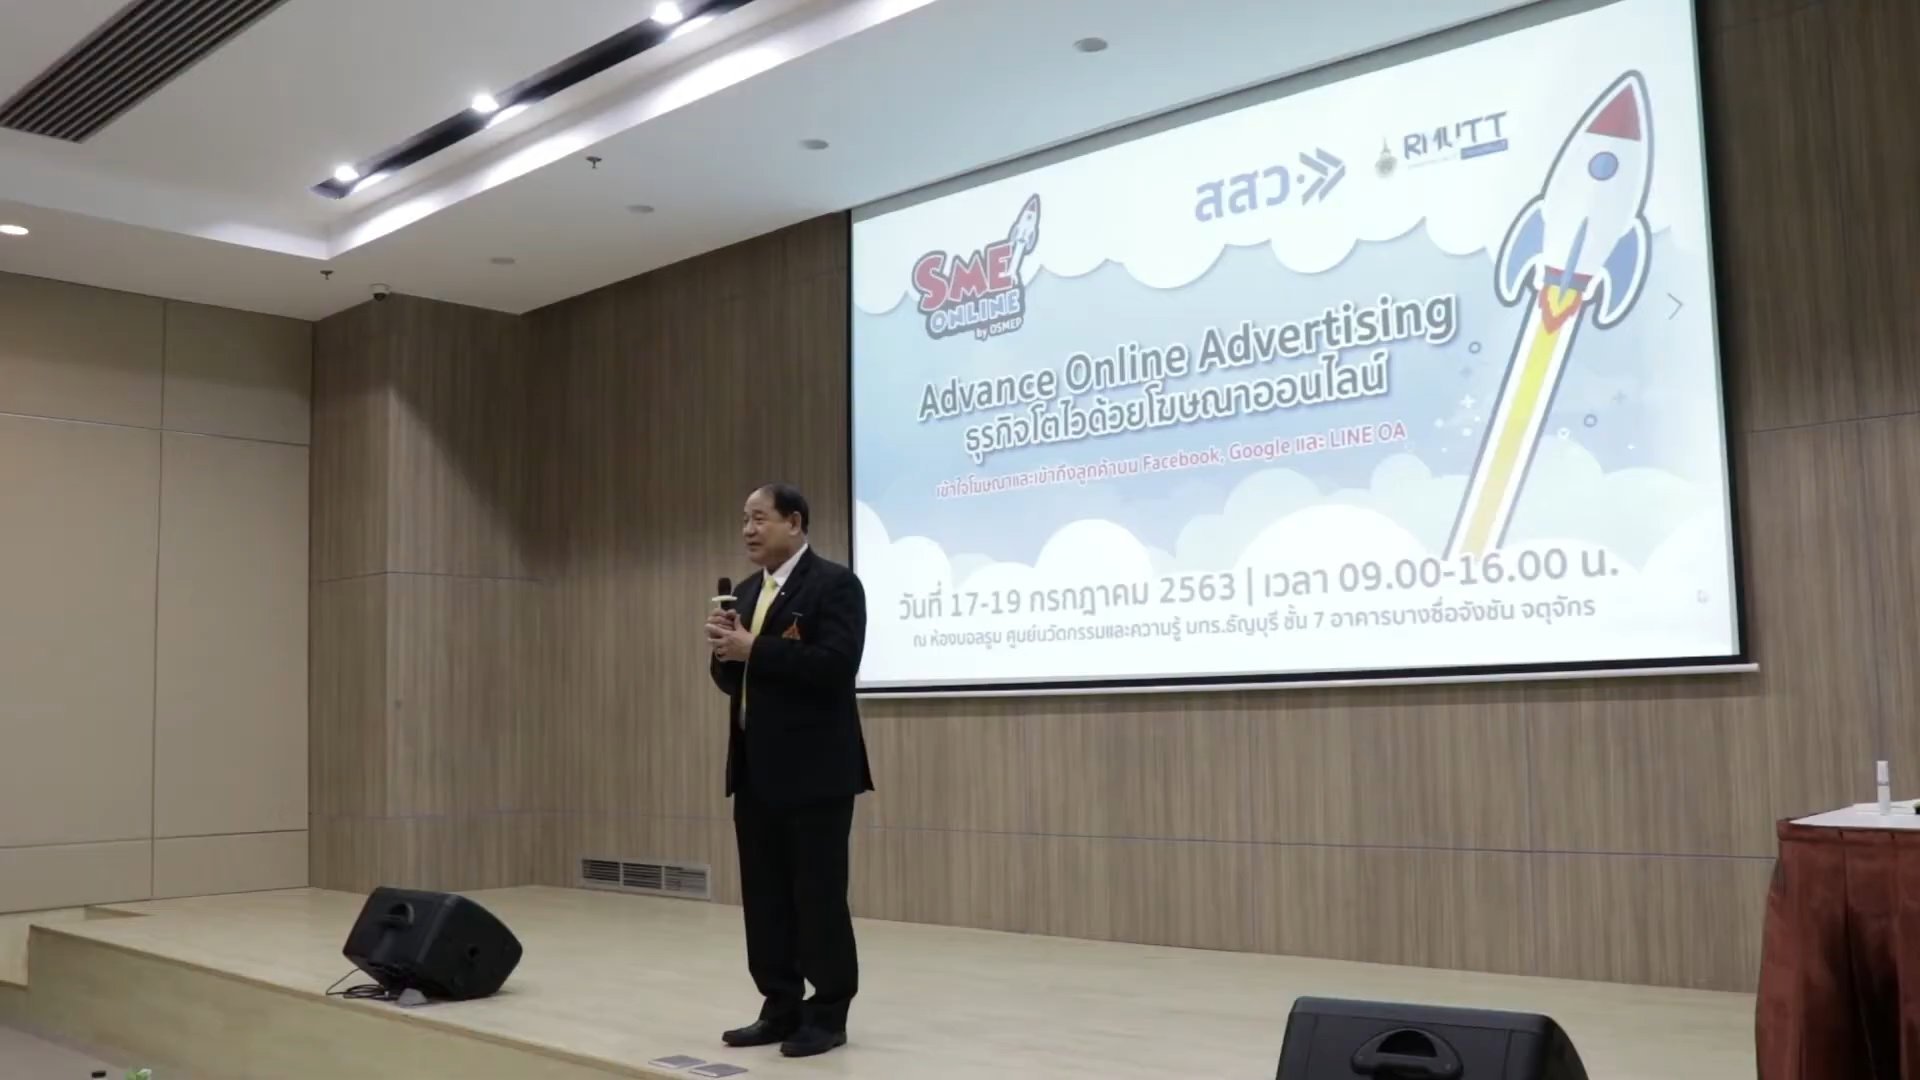 สสว
RMUTT
SME
ONLINE
by OSMEP
Advance Online Advertising
ธุรกิจโตไวด้วยโฆษณาออนไลน์
เข้าใจโฆษณาและเข้าถึงลูกค้าบน Facebook, Google และ LINE OA
วันที่ 17-19 กรกฎาคม 2563 | เวลา 09.00-16.00 น.
ณ ห้องบอลรูม ศูนย์นวัตกรรมและความรู้ มทร.ธัญบุรี ชั้น 7 อาคารบางซื่อจังชัน จตุจักร